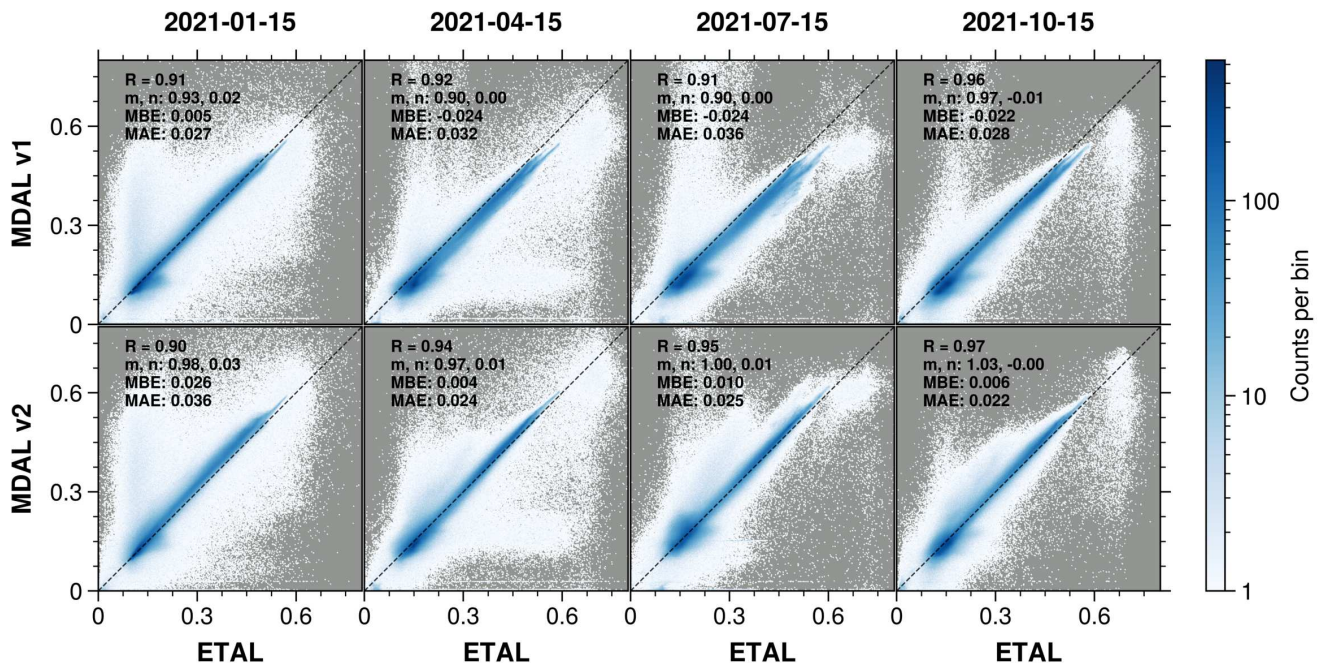 2021-01-15 2021-04-15 2021-07-15 2021-10-15
MDAL v1
0.6
0.3
0
R = 0.91
m, n: 0.93, 0.02
MBE: 0.005
MAE: 0.027
R = 0.92
m, n: 0.90, 0.00
MBE: -0.024
MAE: 0.032
R = 0.91
m, n: 0.90, 0.00
MBE: -0.024
MAE: 0.036
R = 0.96
m, n: 0.97, -0.01
MBE: -0.022
MAE: 0.028
MDAL v2
0.6
0.3
0
R = 0.90
m, n: 0.98, 0.03
MBE: 0.026
MAE: 0.036
R = 0.94
m, n: 0.97, 0.01
MBE: 0.004
MAE: 0.024
R = 0.95
m, n: 1.00, 0.01
MBE: 0.010
MAE: 0.025
R = 0.97
m, n: 1.03, -0.00
MBE: 0.006
MAE: 0.022
0 0.3 0.6 0 0.3 0.6 0 0.3 0.6 0 0.3 0.6
ETAL ETAL ETAL ETAL
100
10
1
Counts per bin